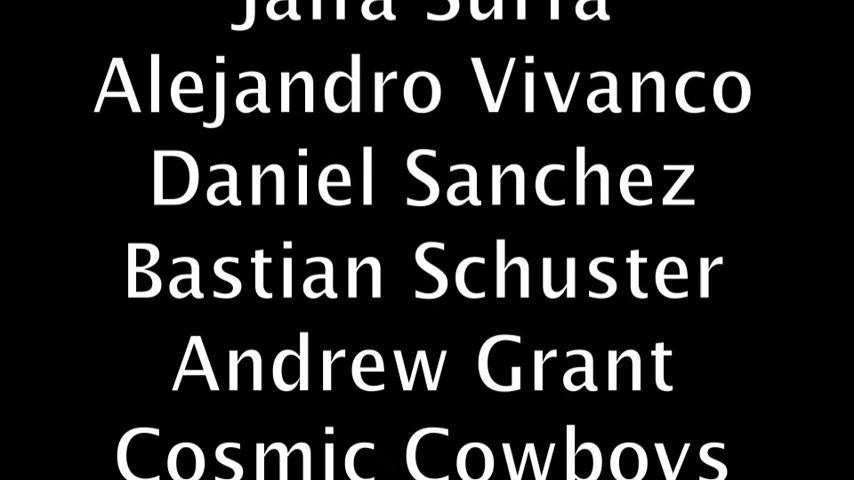 Alejandro Vivanco
Daniel Sanchez
Bastian Schuster
Andrew Grant
Cosmic Cowboys